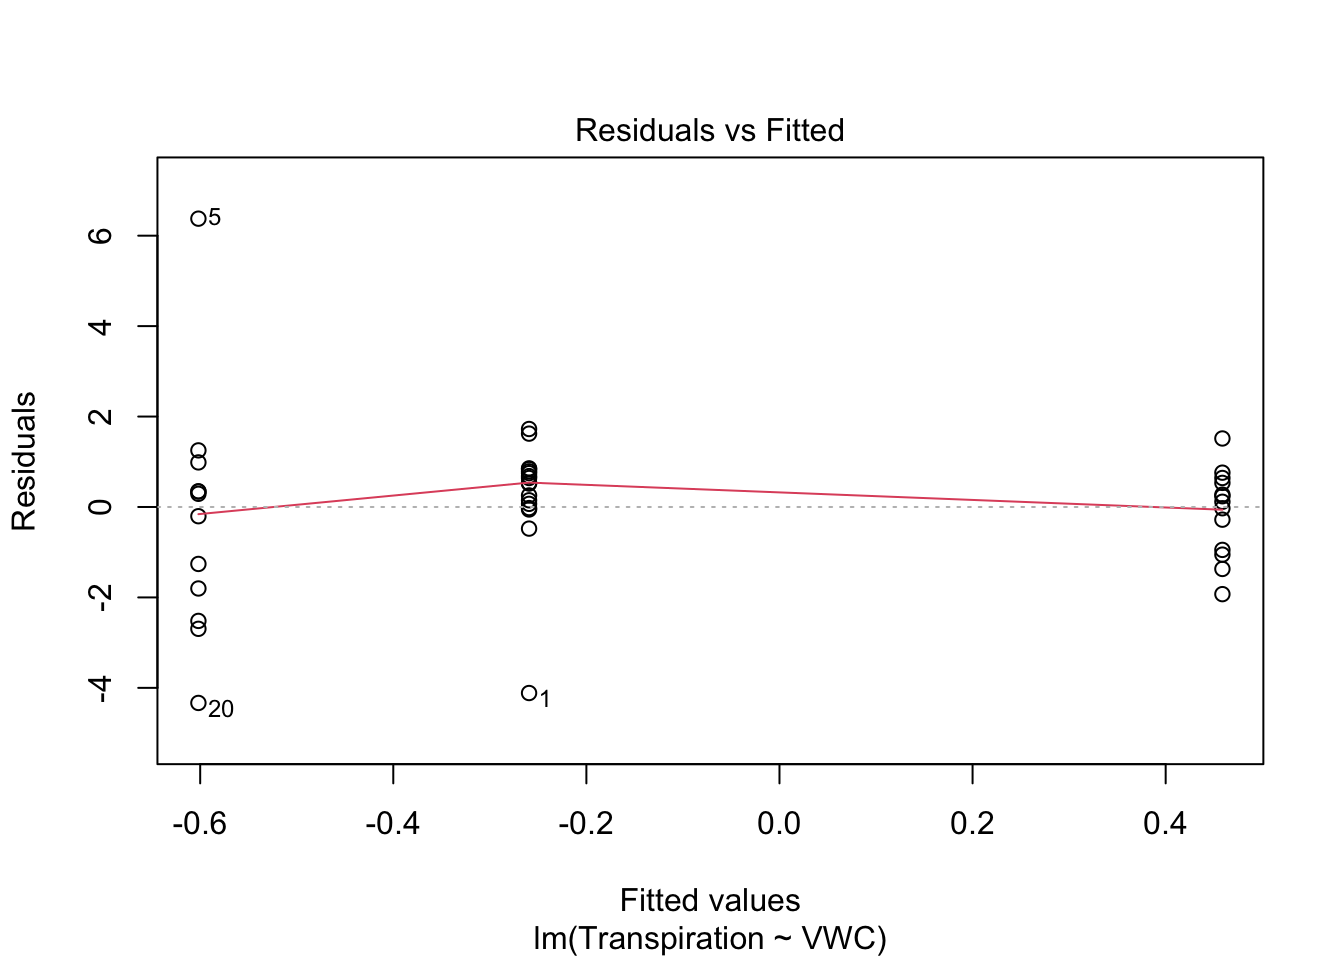 Residuals vs Fitted
Residuals
6
4
2
0
-2
-4
5
20
1
-0.6 -0.4 -0.2 0.0 0.2 0.4
Fitted values
lm(Transpiration ~ VWC)